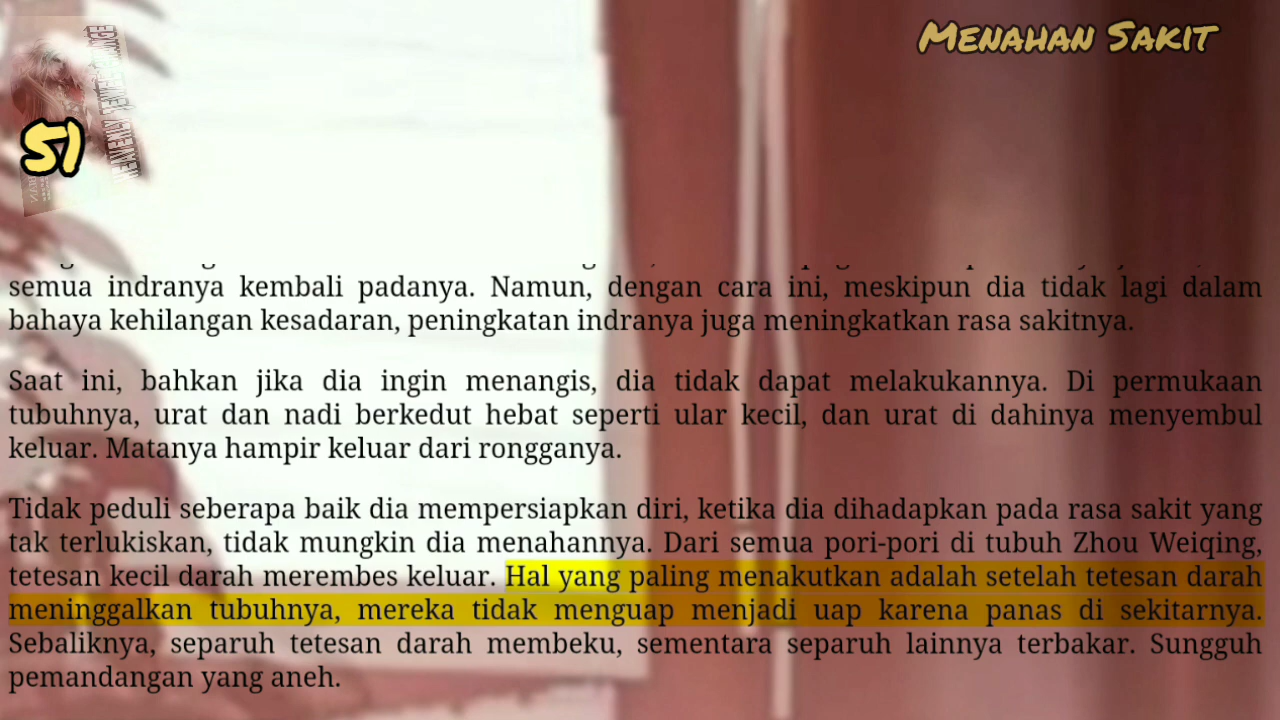 Menahan Sakit
51
semua indranya kembali padanya. Namun, dengan cara ini, meskipun dia tidak lagi dalam
bahaya kehilangan kesadaran, peningkatan indranya juga meningkatkan rasa sakitnya.
Saat ini, bahkan jika dia ingin menangis, dia tidak dapat melakukannya. Di permukaan
tubuhnya, urat dan nadi berkedut hebat seperti ular kecil, dan urat di dahinya menyembul
keluar. Matanya hampir keluar dari rongganya.
Tidak peduli seberapa baik dia mempersiapkan diri, ketika dia dihadapkan pada rasa sakit yang
tak terlukiskan, tidak mungkin dia menahannya. Dari semua pori-pori di tubuh Zhou Weiqing,
tetesan kecil darah merembes keluar. Hal yang paling menakutkan adalah setelah tetesan darah
meninggalkan tubuhnya, mereka tidak menguap menjadi uap karena panas di sekitarnya.
Sebaliknya, separuh tetesan darah membeku, sementara separuh lainnya terbakar. Sungguh
pemandangan yang aneh.